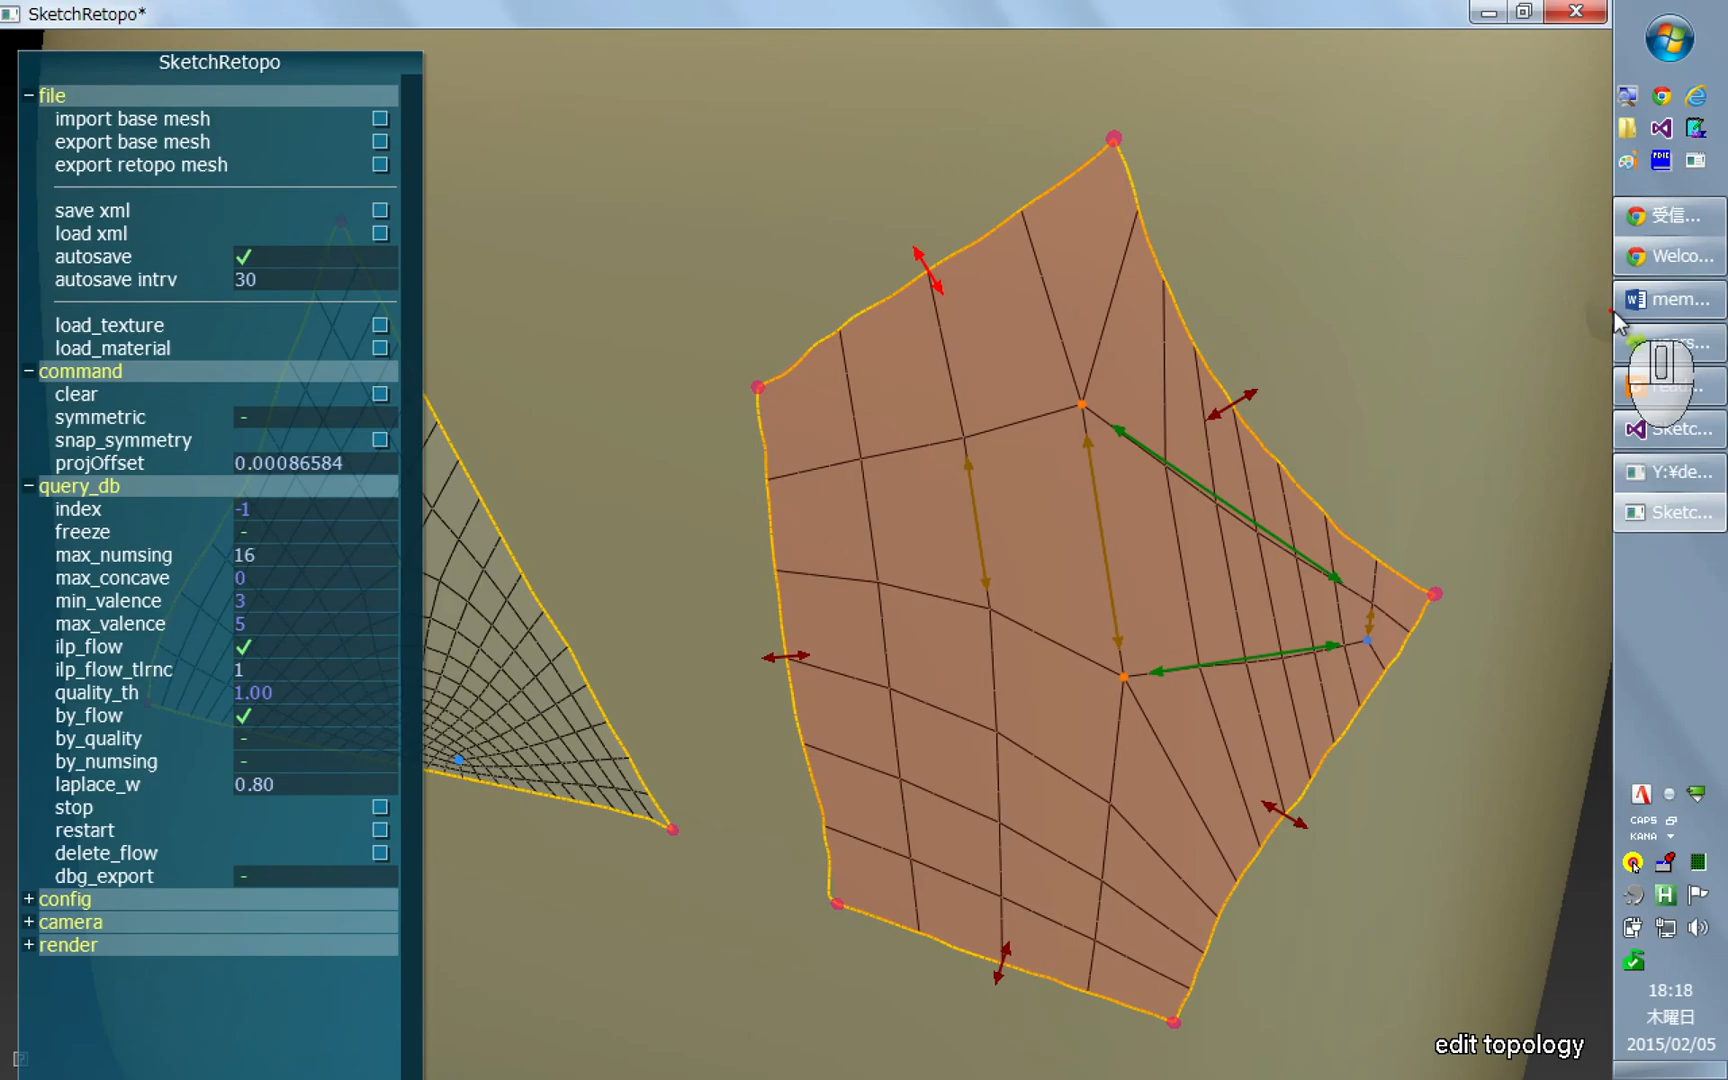 SketchRetopo*
SketchRetopo
− file
import base mesh
export base mesh
export retopo mesh
save xml
load xml
autosave ✓
autosave intrv 30
load_texture
load_material
− command
clear
symmetric -
snap_symmetry
projOffset 0.00086584
− query_db
index -1
freeze -
max_numsing 16
max_concave 0
min_valence 3
max_valence 5
ilp_flow ✓
ilp_flow_tlrnc 1
quality_th 1.00
by_flow ✓
by_quality -
by_numsing -
laplace_w 0.80
stop
restart
delete_flow
dbg_export -
+ config
+ camera
+ render
edit topology
PDIC
受信...
Welco...
mem...
Sketc...
Y:¥de...
Sketc...
CAPS
KANA
18:18
木曜日
2015/02/05